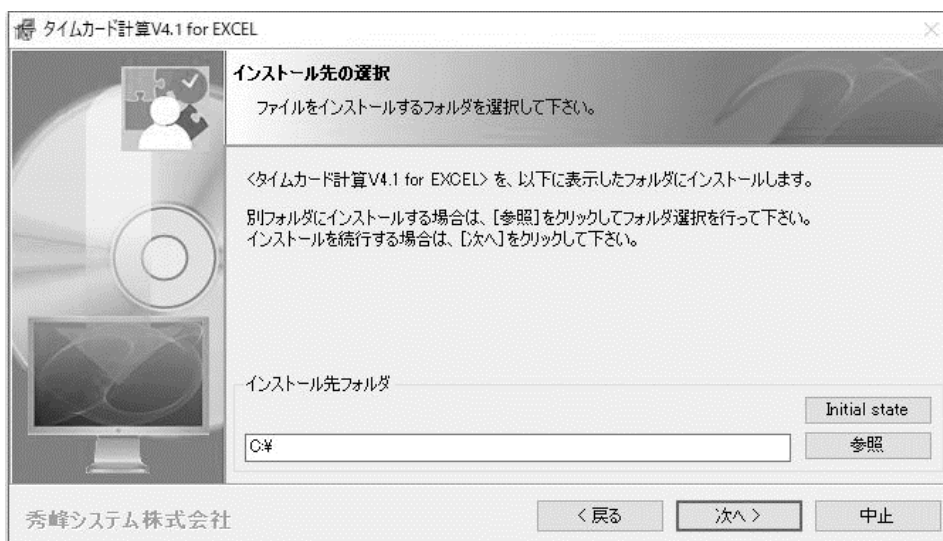 タイムカード計算V4.1 for EXCEL
インストール先の選択
ファイルをインストールするフォルダを選択して下さい。
<タイムカード計算V4.1 for EXCEL> を、以下に表示したフォルダにインストールします。
別フォルダにインストールする場合は、[参照]をクリックしてフォルダ選択を行って下さい。
インストールを続行する場合は、[次へ]をクリックして下さい。
インストール先フォルダ
Initial state
C:¥
参照
秀峰システム株式会社
< 戻る
次へ >
中止